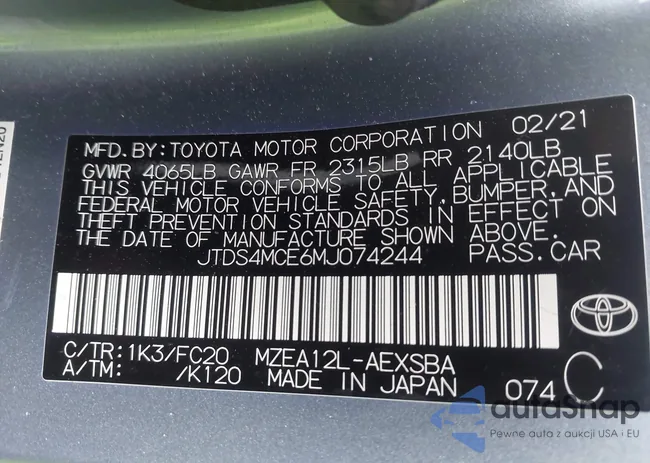 MFD. BY: TOYOTA MOTOR CORPORATION 02/21
GVWR 4065LB GAWR FR 2315LB RR 2140LB
THIS VEHICLE CONFORMS TO ALL APPLICABLE
FEDERAL MOTOR VEHICLE SAFETY, BUMPER, AND
THEFT PREVENTION STANDARDS IN EFFECT ON
THE DATE OF MANUFACTURE SHOWN ABOVE.
JTDS4MCE6MJ074244 PASS.CAR
C/TR: 1K3/FC20 MZEA12L-AEXSBA
A/TM: /K120 MADE IN JAPAN 074 C
autaSnap
Pewne auta z aukcji USA i EU